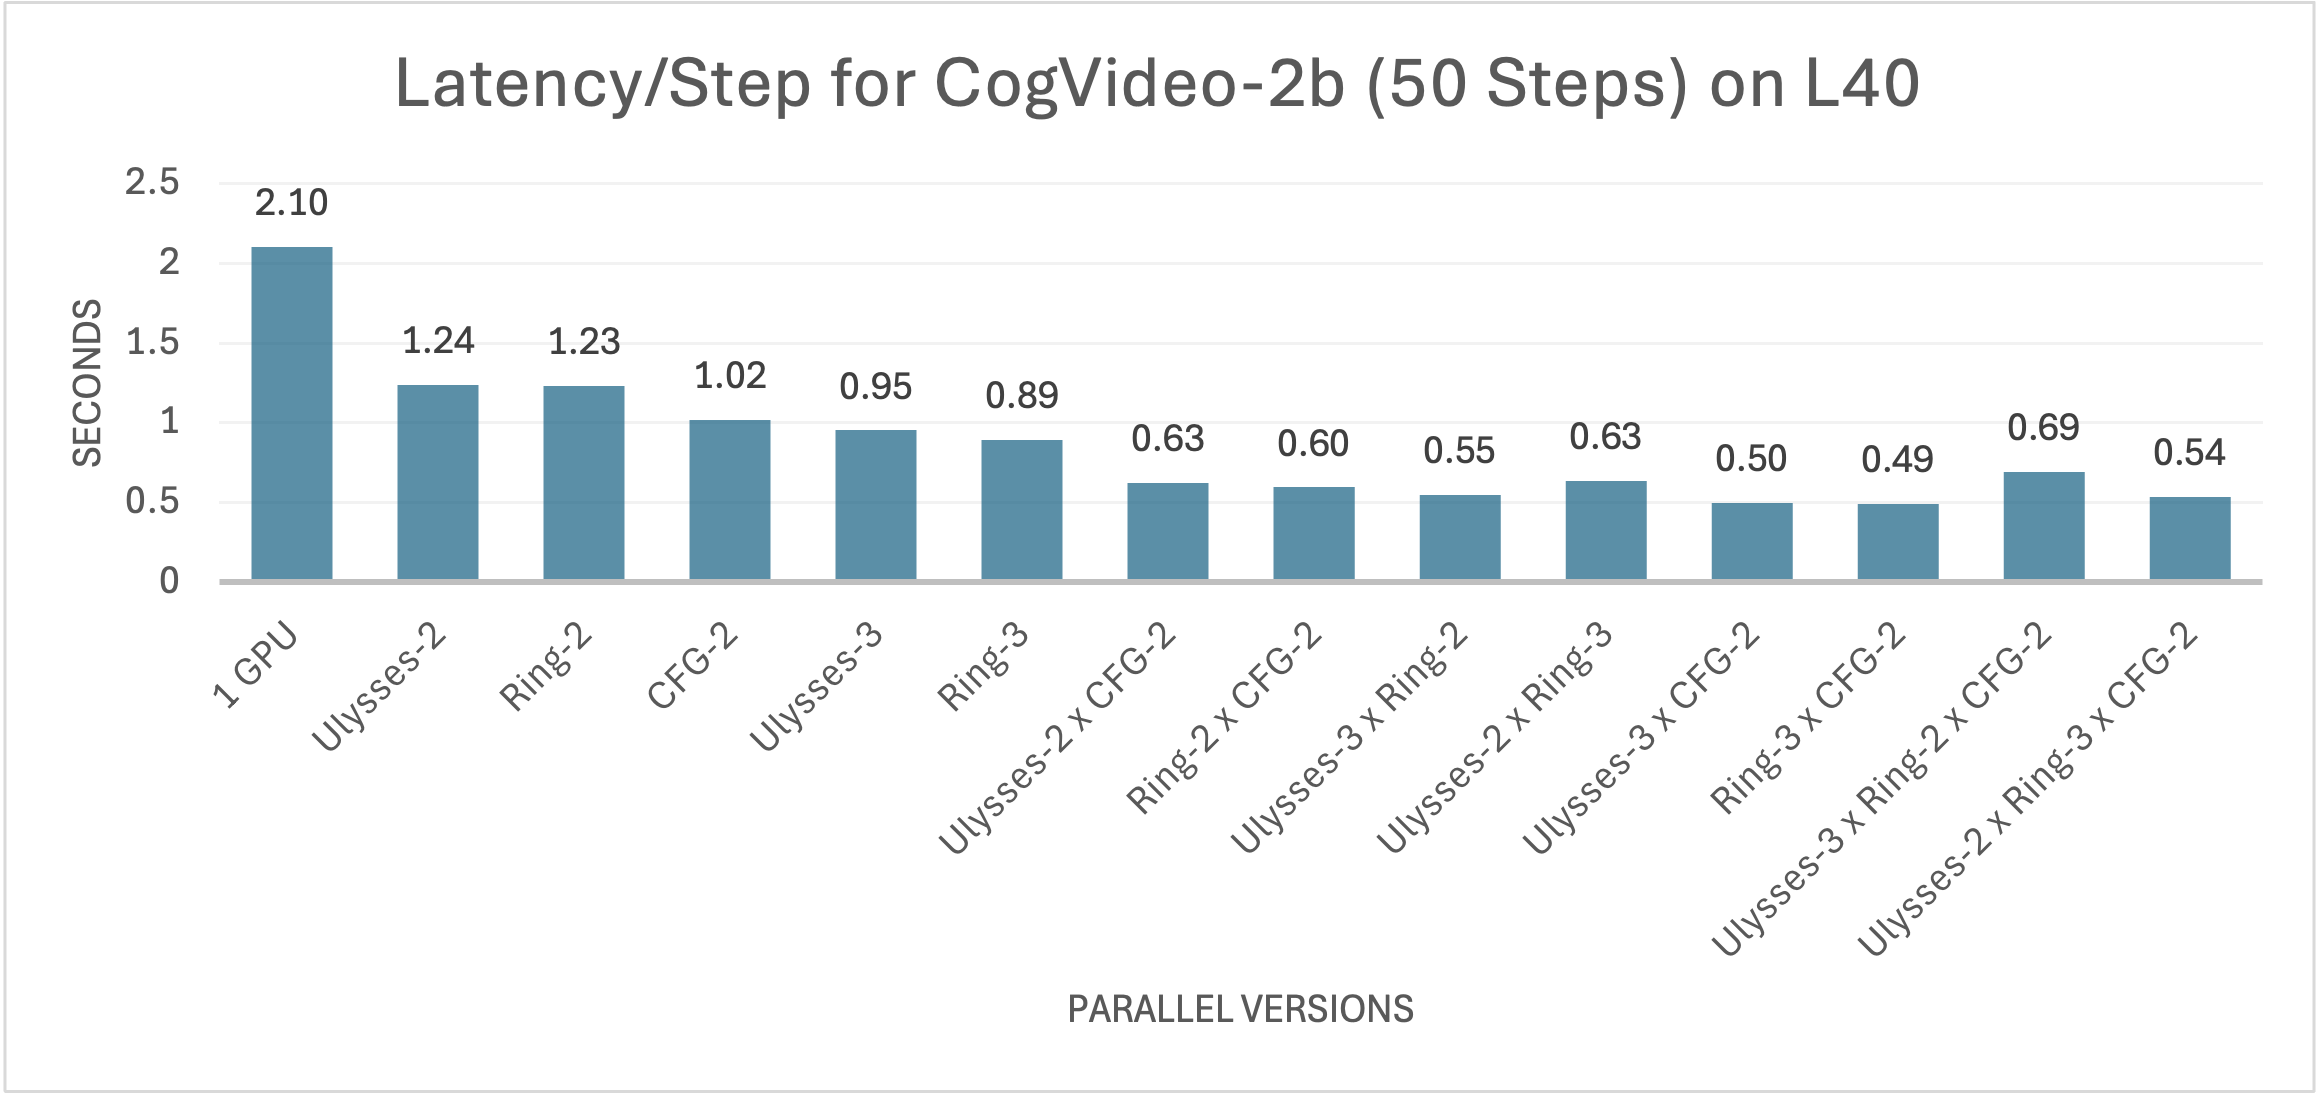 Latency/Step for CogVideo-2b (50 Steps) on L40
SECONDS
2.5
2
1.5
1
0.5
0
2.10
1.24
1.23
1.02
0.95
0.89
0.63
0.60
0.55
0.63
0.50
0.49
0.69
0.54
1 GPU
Ulysses-2
Ring-2
CFG-2
Ulysses-3
Ring-3
Ulysses-2 x CFG-2
Ring-2 x CFG-2
Ulysses-3 x Ring-2
Ulysses-2 x Ring-3
Ulysses-3 x CFG-2
Ring-3 x CFG-2
Ulysses-3 x Ring-2 x CFG-2
Ulysses-2 x Ring-3 x CFG-2
PARALLEL VERSIONS